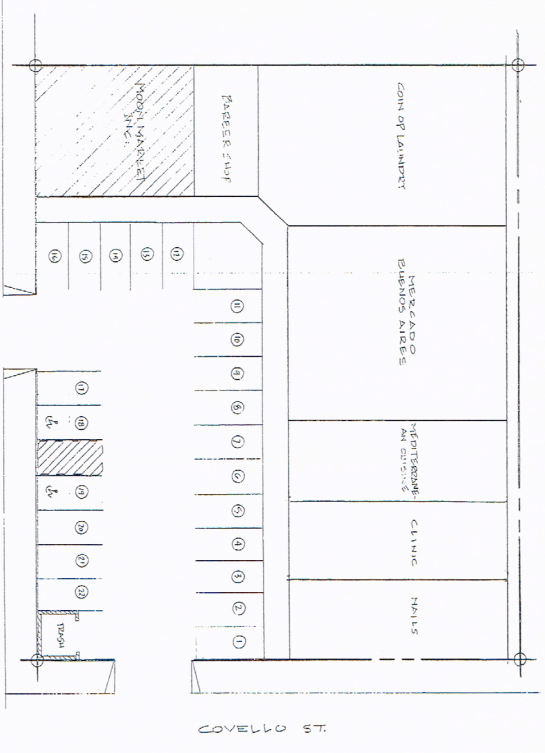 MOON MARKET
INC.
BARBER SHOP
COIN OP LAUNDRY
MERCADO
BUENOS AIRES
MEDITERRANE-
AN CUISINE
CLINIC
NAILS
16
15
14
13
12
11
10
9
8
7
6
5
4
3
2
1
17
18
19
20
21
22
TRASH
COVELLO ST.